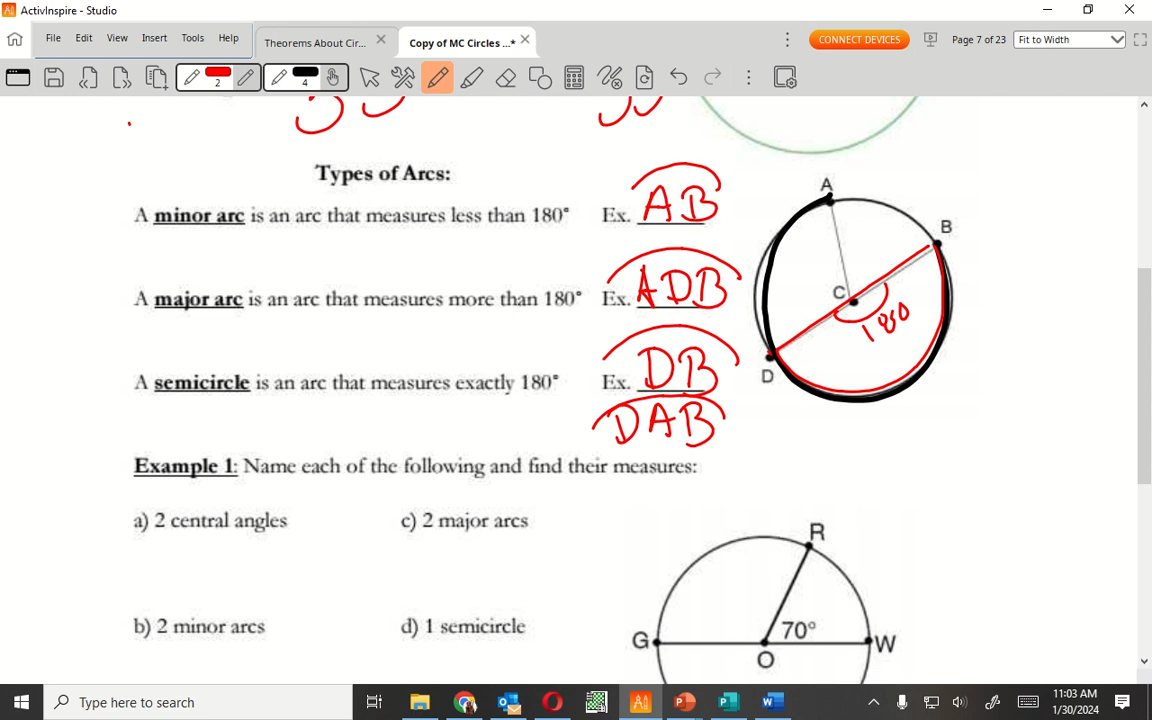 ActivInspire - Studio
File Edit View Insert Tools Help
Theorems About Cir...
Copy of MC Circles ...*
CONNECT DEVICES
Page 7 of 23
Fit to Width
2
4
Types of Arcs:
A minor arc is an arc that measures less than 180° Ex. AB
A major arc is an arc that measures more than 180° Ex. ADB
A semicircle is an arc that measures exactly 180° Ex. DB
DAB
A
B
C
180
D
Example 1: Name each of the following and find their measures:
a) 2 central angles
c) 2 major arcs
b) 2 minor arcs
d) 1 semicircle
R
G
70°
W
O
Type here to search
11:03 AM
1/30/2024